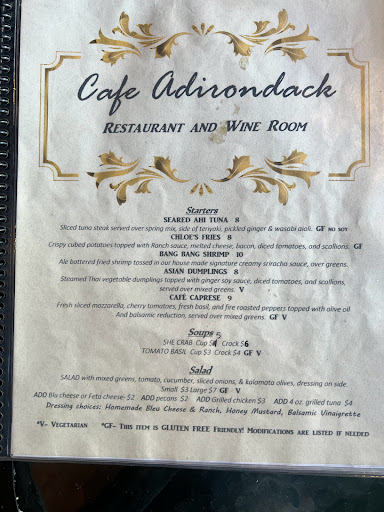 Cafe Adirondack
RESTAURANT AND WINE ROOM
Starters
SEARED AHI TUNA 8
Sliced tuna steak served over spring mix, side of teriyaki, pickled ginger & wasabi aioli. GF NO SOY
CHLOE'S FRIES 8
Crispy cubed potatoes topped with Ranch sauce, melted cheese, bacon, diced tomatoes, and scallions. GF
BANG BANG SHRIMP 10
Ale battered fried shrimp tossed in our house made signature creamy sriracha sauce, over greens.
ASIAN DUMPLINGS 8
Steamed Thai vegetable dumplings topped with ginger soy sauce, diced tomatoes, and scallions,
served over mixed greens. V
CAFÉ CAPRESE 9
Fresh sliced mozzarella, cherry tomatoes, fresh basil, and fire roasted peppers topped with olive oil
And balsamic reduction, served over mixed greens. GF V
Soups
SHE CRAB Cup $5 Crock $6
TOMATO BASIL Cup $3 Crock $4 GF V
Salad
SALAD with mixed greens, tomato, cucumber, sliced onions, & kalamata olives, dressing on side.
Small $3 Large $7 GF V
ADD Blu cheese or Feta cheese- $2 ADD pecans $2 ADD Grilled chicken $3 ADD 4 oz. grilled tuna $4
Dressing choices: Homemade Bleu Cheese & Ranch, Honey Mustard, Balsamic Vinaigrette
*V- VEGETARIAN *GF- THIS ITEM IS GLUTEN FREE FRIENDLY! MODIFICATIONS ARE LISTED IF NEEDED